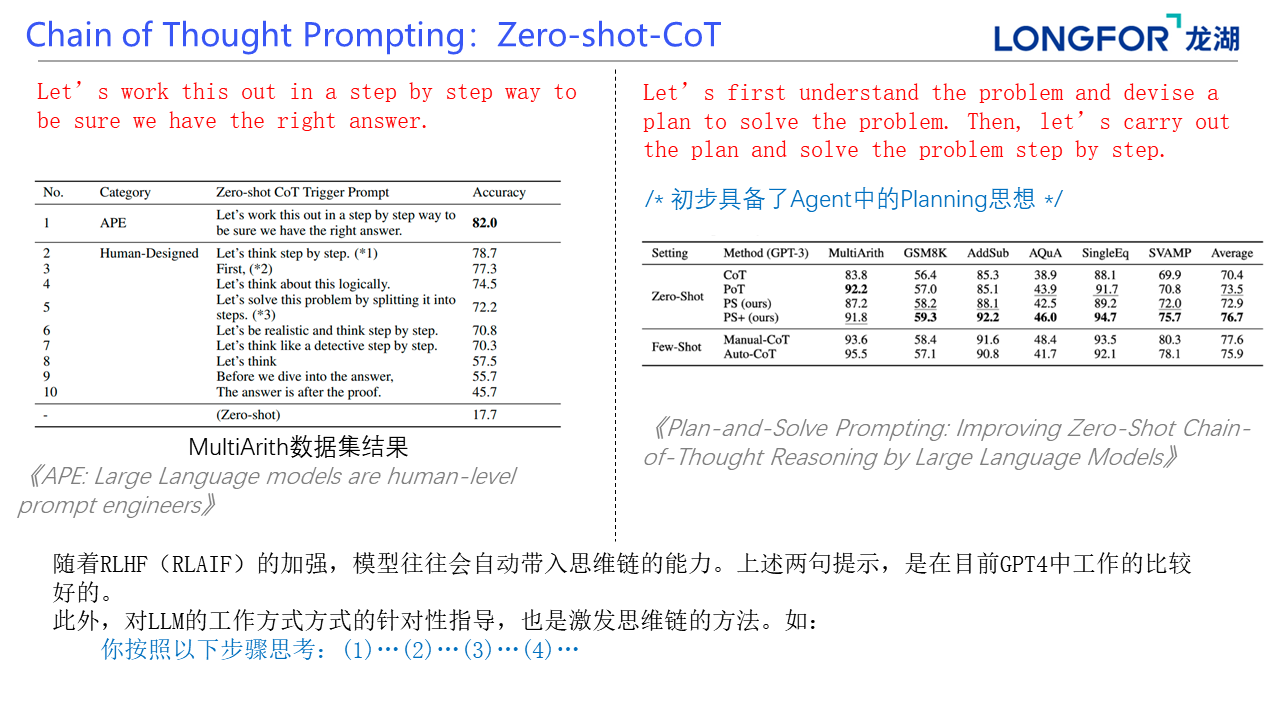 Chain of Thought Prompting：Zero-shot-CoT
LONGFOR 龙湖
Let’s work this out in a step by step way to
be sure we have the right answer.
No. Category Zero-shot CoT Trigger Prompt Accuracy
1 APE Let's work this out in a step by step way to be sure we have the right answer. 82.0
2 Human-Designed Let's think step by step. (*1) 78.7
3 First, (*2) 77.3
4 Let's think about this logically. 74.5
5 Let's solve this problem by splitting it into steps. (*3) 72.2
6 Let's be realistic and think step by step. 70.8
7 Let's think like a detective step by step. 70.3
8 Let's think 57.5
9 Before we dive into the answer, 55.7
10 The answer is after the proof. 45.7
- (Zero-shot) 17.7
MultiArith数据集结果
《APE: Large Language models are human-level
prompt engineers》
Let’s first understand the problem and devise a
plan to solve the problem. Then, let’s carry out
the plan and solve the problem step by step.
/* 初步具备了Agent中的Planning思想 */
Setting Method (GPT-3) MultiArith GSM8K AddSub AQuA SingleEq SVAMP Average
Zero-Shot
CoT 83.8 56.4 85.3 38.9 88.1 69.9 70.4
PoT 92.2 57.0 85.1 43.9 91.7 70.8 73.5
PS (ours) 87.2 58.2 88.1 42.5 89.2 72.0 72.9
PS+ (ours) 91.8 59.3 92.2 46.0 94.7 75.7 76.7
Few-Shot
Manual-CoT 93.6 58.4 91.6 48.4 93.5 80.3 77.6
Auto-CoT 95.5 57.1 90.8 41.7 92.1 78.1 75.9
《Plan-and-Solve Prompting: Improving Zero-Shot Chain-
of-Thought Reasoning by Large Language Models》
随着RLHF（RLAIF）的加强，模型往往会自动带入思维链的能力。上述两句提示，是在目前GPT4中工作的比较
好的。
此外，对LLM的工作方式方式的针对性指导，也是激发思维链的方法。如：
你按照以下步骤思考：(1)…(2)…(3)…(4)…